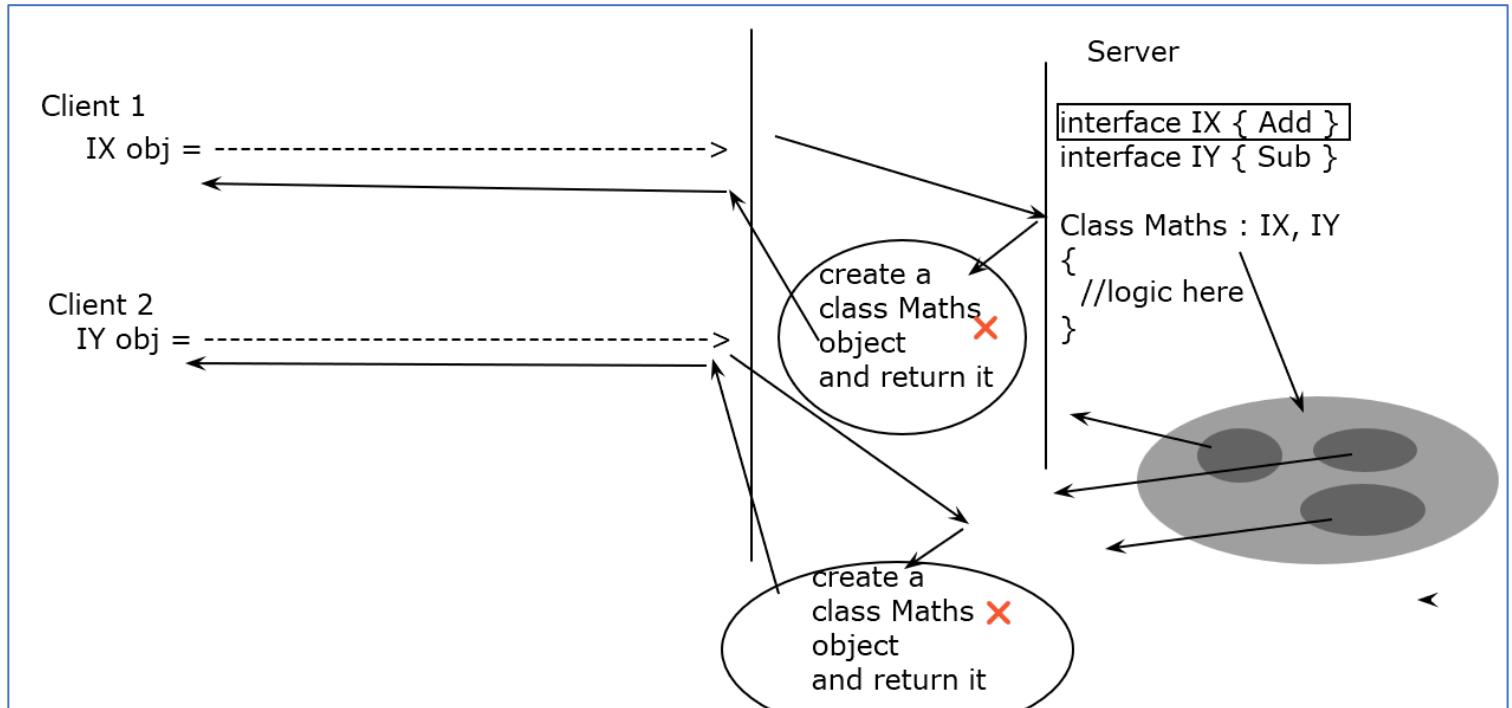 Server
Client 1
IX obj = ------------------------------------>
interface IX { Add }
interface IY { Sub }
Class Maths : IX, IY
{
//logic here
}
create a
class Maths
object
and return it
Client 2
IY obj = ------------------------------------>
create a
class Maths
object
and return it